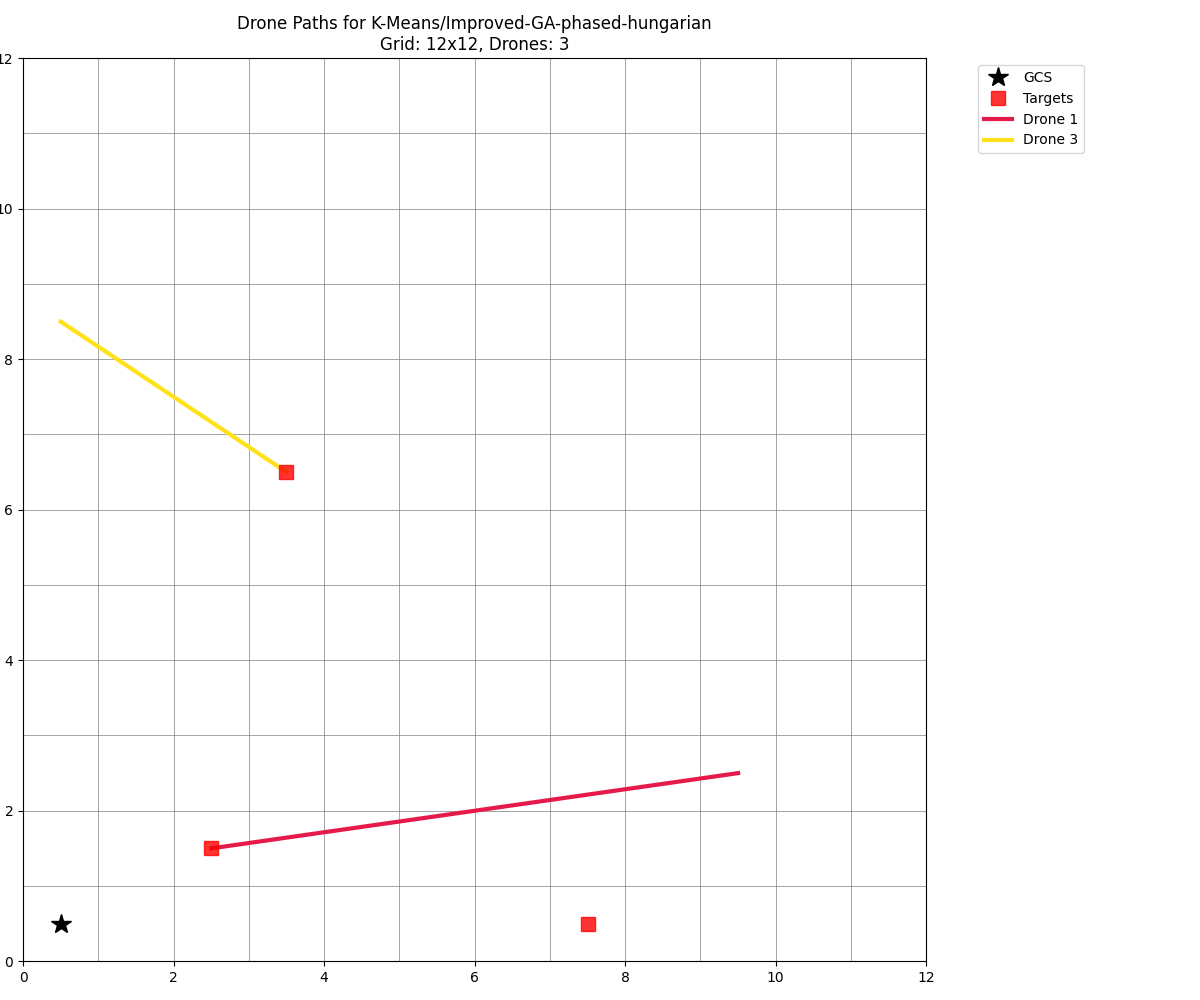 Drone Paths for K-Means/Improved-GA-phased-hungarian
Grid: 12x12, Drones: 3
GCS
Targets
Drone 1
Drone 3
12
10
8
6
4
2
0
0 2 4 6 8 10 12